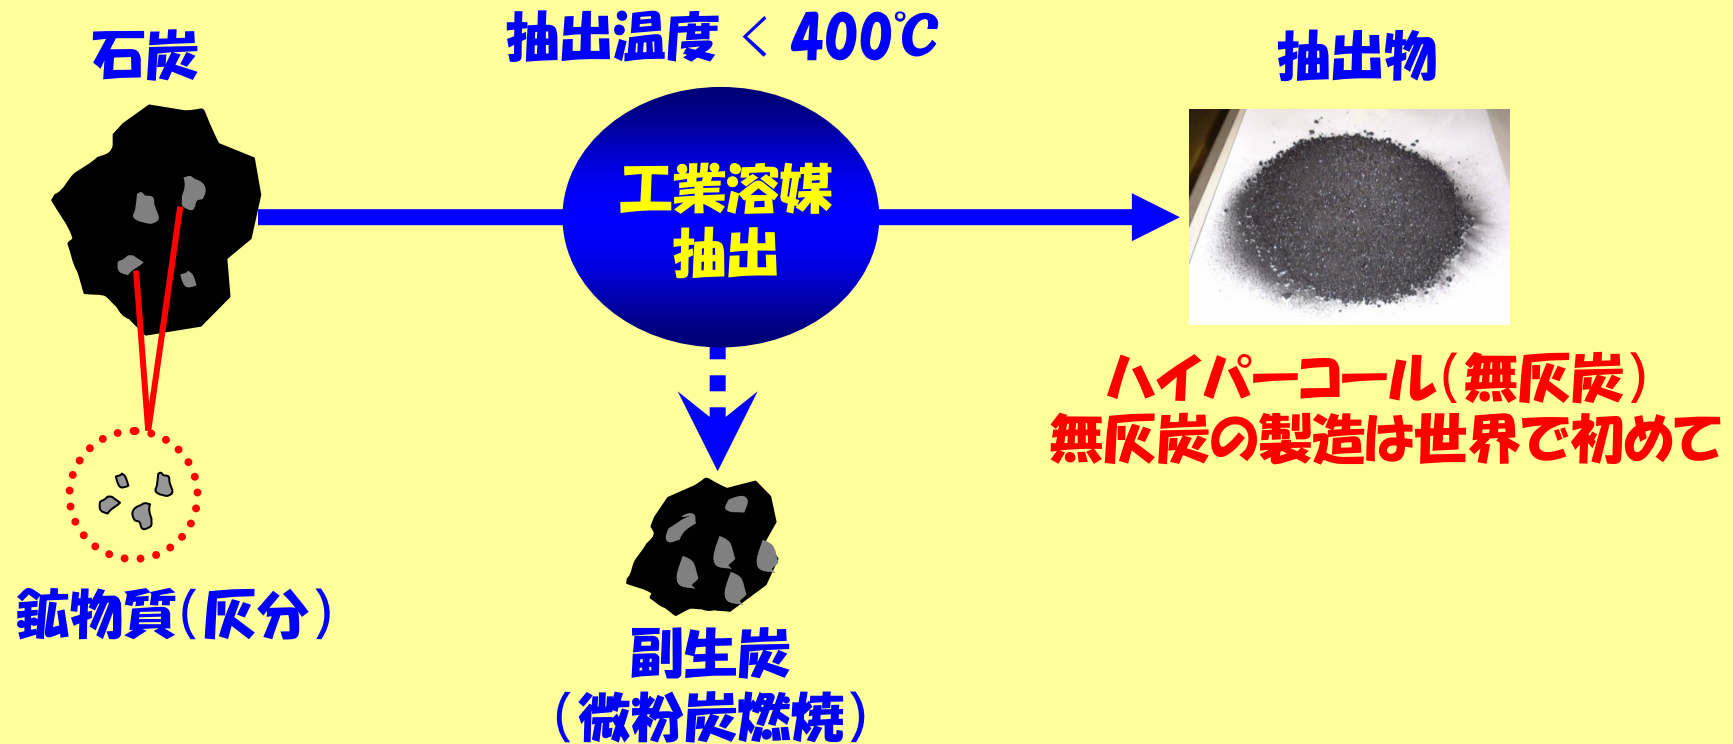 石炭
抽出温度 < 400℃
抽出物
工業溶媒
抽出
ハイパーコール(無灰炭)
無灰炭の製造は世界で初めて
鉱物質(灰分)
副生炭
(微粉炭燃焼)